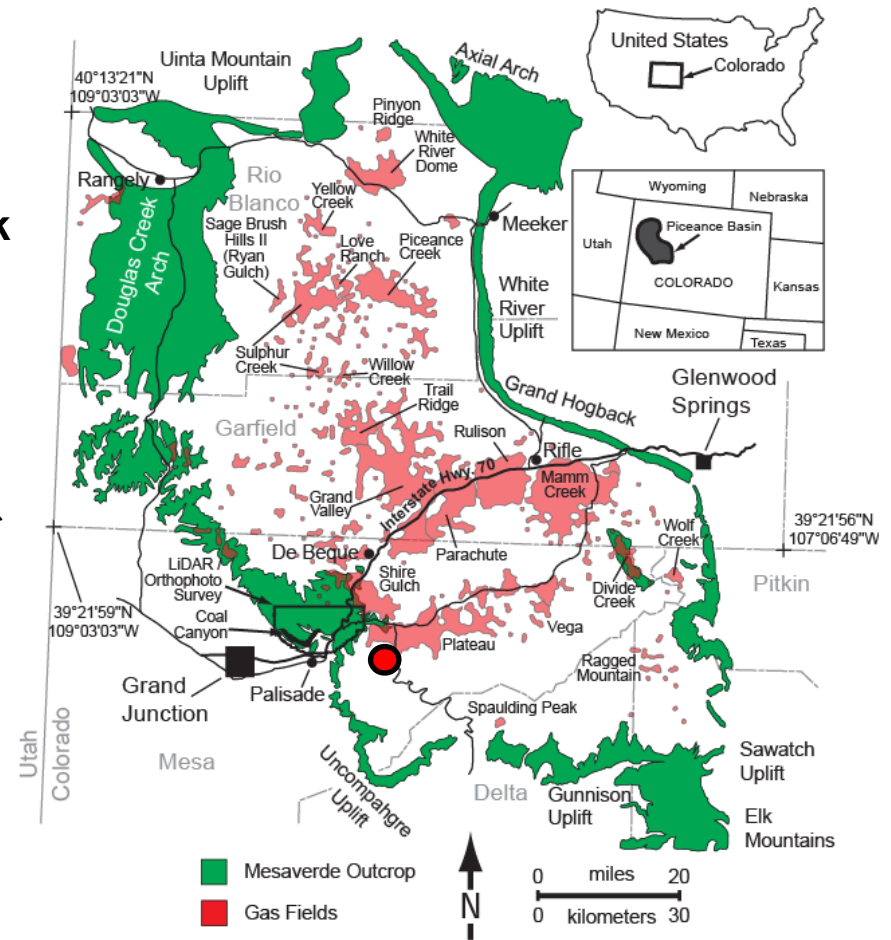 Uinta Mountain
Uplift
Axial Arch
United States
Colorado
40°13'21"N
109°03'03"W
Pinyon
Ridge
White
River
Dome
Rangely
Rio
Blanco
Yellow
Creek
Wyoming
Nebraska
k
Sage Brush
Hills II
(Ryan
Gulch)
Love
Ranch
Piceance
Creek
Meeker
Utah
Piceance Basin
COLORADO
Kansas
New Mexico
Texas
Douglas Creek
Arch
White
River
Uplift
Sulphur
Creek
Willow
Creek
Grand Hogback
Glenwood
Springs
Trail
Ridge
Garfield
Rulison
Rifle
Interstate Hwy. 70
Mamm
Creek
Grand
Valley
Wolf
Creek
39°21'56"N
107°06'49"W
De Beque
Parachute
LiDAR /
Orthophoto
Survey
Shire
Gulch
Divide
Creek
Pitkin
39°21'59"N
109°03'03"W
Coal
Canyon
Vega
Plateau
Ragged
Mountain
Grand
Junction
Palisade
Spaulding Peak
Utah
Colorado
Mesa
Uncompahgre
Uplift
Delta
Gunnison
Uplift
Sawatch
Uplift
Elk
Mountains
Mesaverde Outcrop
Gas Fields
N
0 miles 20
0 kilometers 30